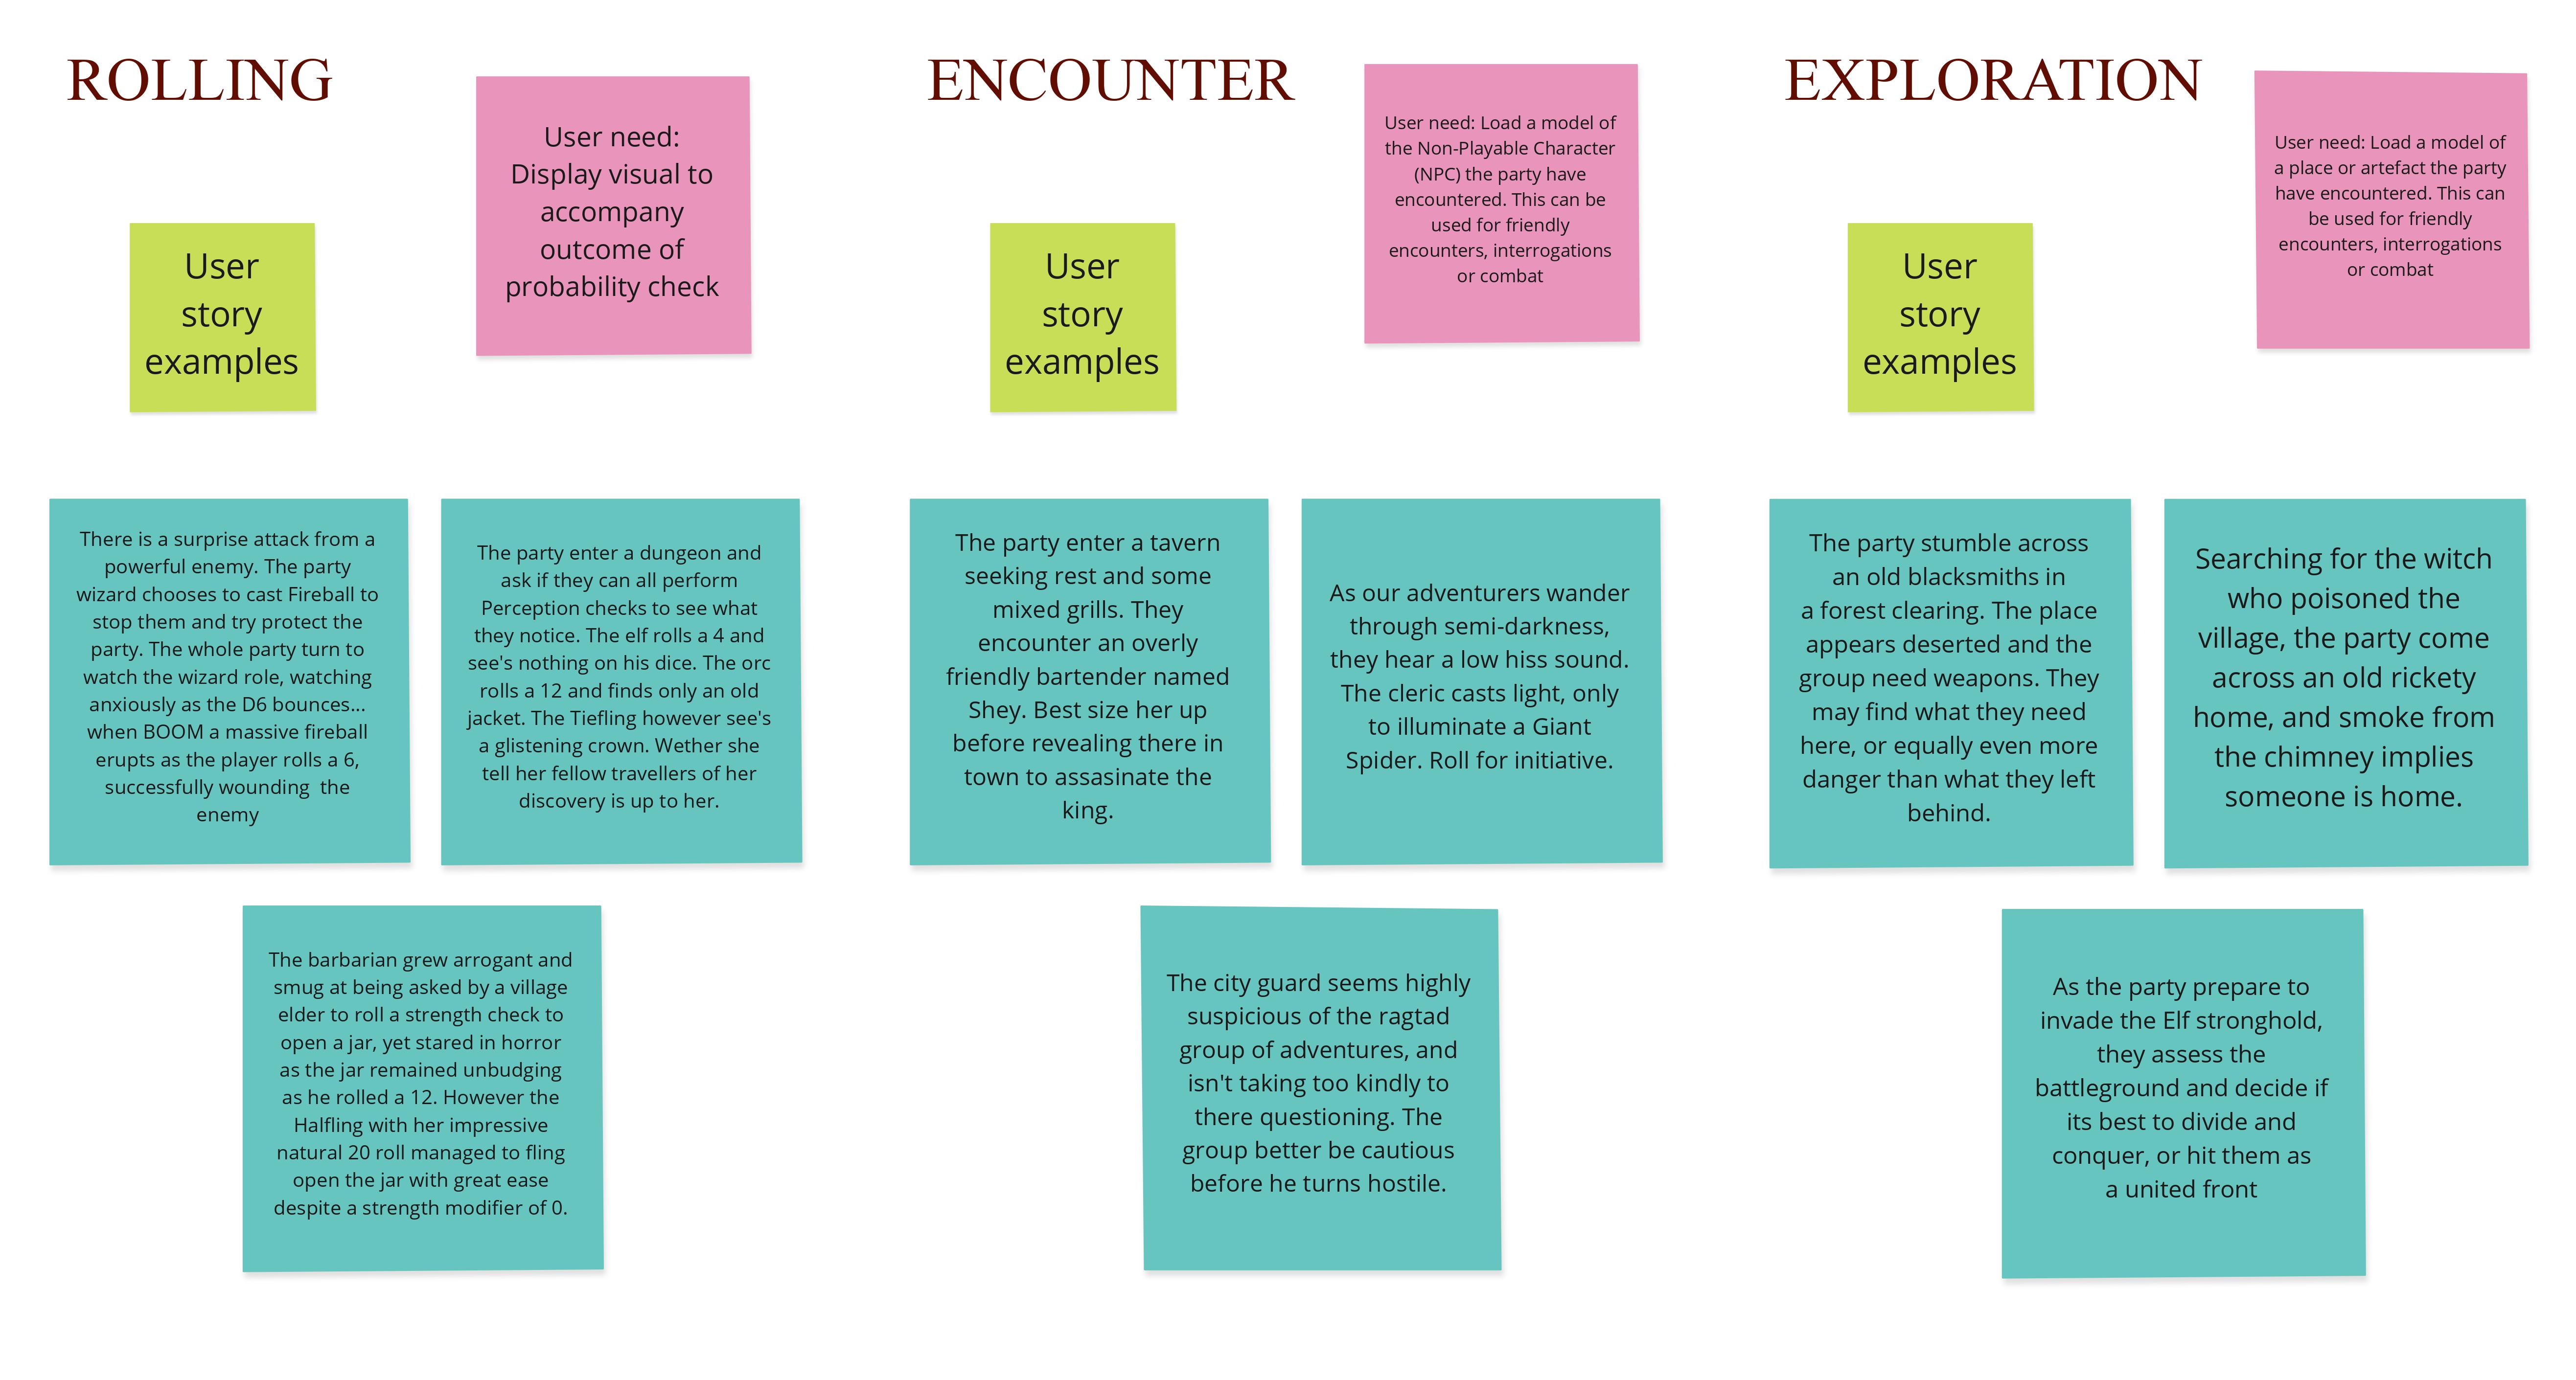 ROLLING
User need:
Display visual to
accompany
outcome of
probability check
User
story
examples
There is a surprise attack from a
powerful enemy. The party
wizard chooses to cast Fireball to
stop them and try protect the
party. The whole party turn to
watch the wizard role, watching
anxiously as the D6 bounces...
when BOOM a massive fireball
erupts as the player rolls a 6,
successfully wounding  the
enemy
The party enter a dungeon and
ask if they can all perform
Perception checks to see what
they notice. The elf rolls a 4 and
see's nothing on his dice. The orc
rolls a 12 and finds only an old
jacket. The Tiefling however see's
a glistening crown. Wether she
tell her fellow travellers of her
discovery is up to her.
The barbarian grew arrogant and
smug at being asked by a village
elder to roll a strength check to
open a jar, yet stared in horror
as the jar remained unbudging
as he rolled a 12. However the
Halfling with her impressive
natural 20 roll managed to fling
open the jar with great ease
despite a strength modifier of 0.
ENCOUNTER
User need: Load a model of
the Non-Playable Character
(NPC) the party have
encountered. This can be
used for friendly
encounters, interrogations
or combat
User
story
examples
The party enter a tavern
seeking rest and some
mixed grills. They
encounter an overly
friendly bartender named
Shey. Best size her up
before revealing there in
town to assasinate the
king.
As our adventurers wander
through semi-darkness,
they hear a low hiss sound.
The cleric casts light, only
to illuminate a Giant
Spider. Roll for initiative.
The city guard seems highly
suspicious of the ragtad
group of adventures, and
isn't taking too kindly to
there questioning. The
group better be cautious
before he turns hostile.
EXPLORATION
User need: Load a model of
a place or artefact the party
have encountered. This can
be used for friendly
encounters, interrogations
or combat
User
story
examples
The party stumble across
an old blacksmiths in
a forest clearing. The place
appears deserted and the
group need weapons. They
may find what they need
here, or equally even more
danger than what they left
behind.
Searching for the witch
who poisoned the
village, the party come
across an old rickety
home, and smoke from
the chimney implies
someone is home.
As the party prepare to
invade the Elf stronghold,
they assess the
battleground and decide if
its best to divide and
conquer, or hit them as
a united front